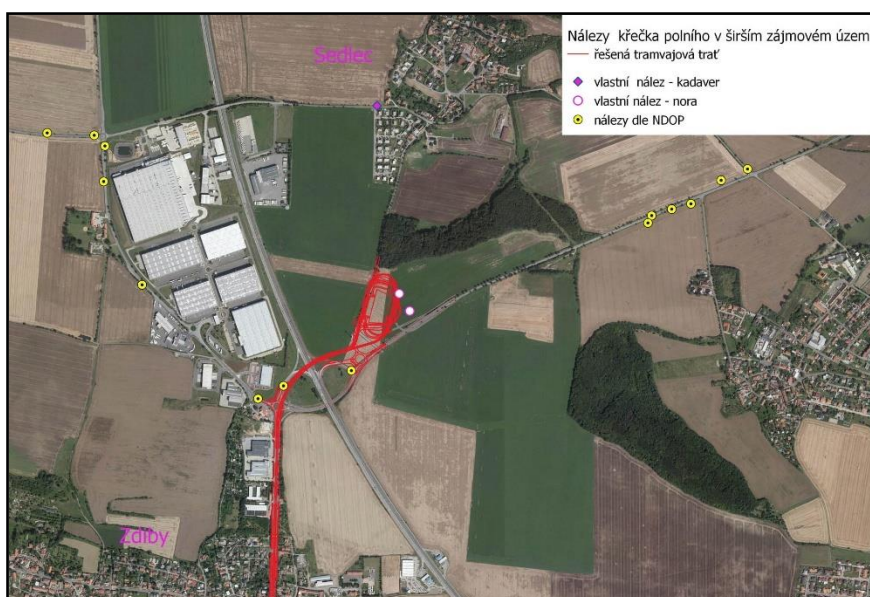 Nálezy křečka polního v širším zájmovém území
řešená tramvajová trať
vlastní nález - kadaver
vlastní nález - nora
nálezy dle NDOP
Sedlec
Zdiby